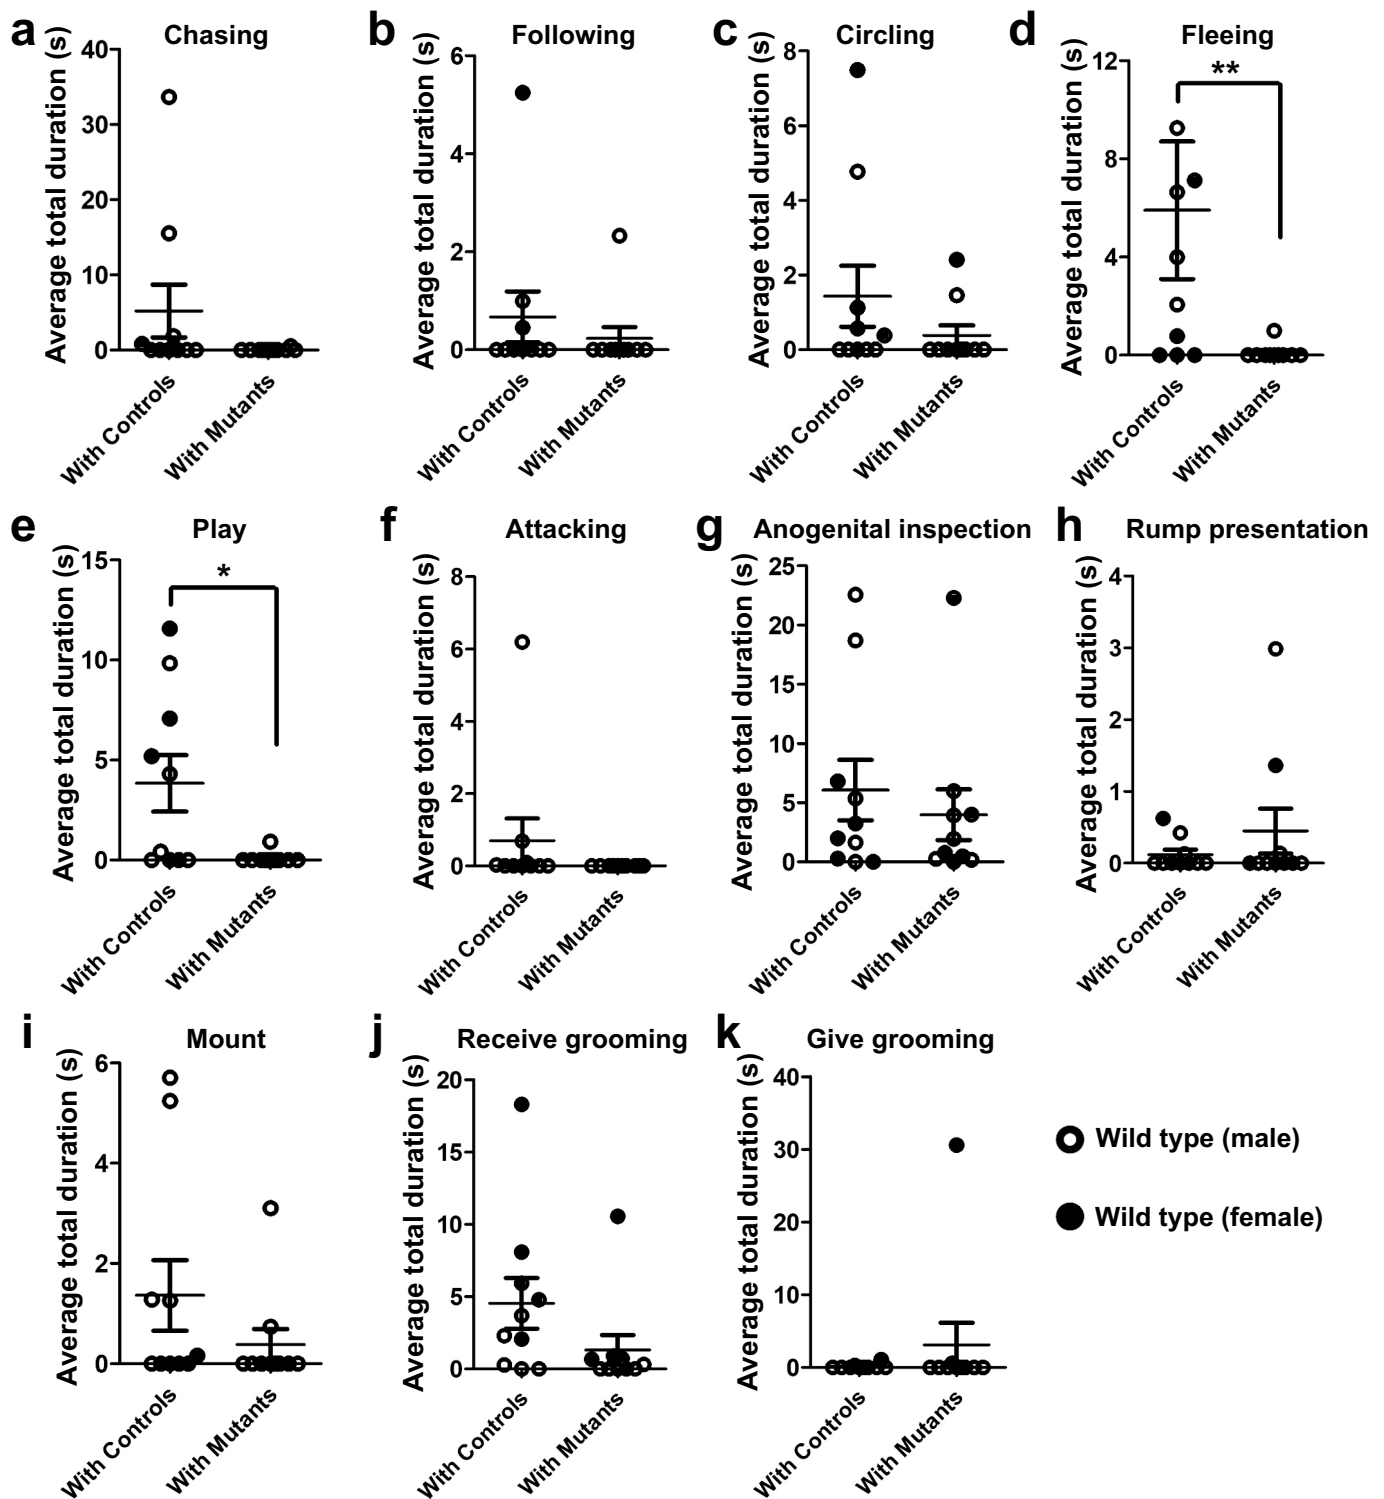 a Chasing
Average total duration (s)
40
30
20
10
0
With Controls
With Mutants
b Following
Average total duration (s)
6
4
2
0
With Controls
With Mutants
c Circling
Average total duration (s)
8
6
4
2
0
With Controls
With Mutants
d Fleeing
Average total duration (s)
12
8
4
0
**
With Controls
With Mutants
e Play
Average total duration (s)
15
10
5
0
*
With Controls
With Mutants
f Attacking
Average total duration (s)
8
6
4
2
0
With Controls
With Mutants
g Anogenital inspection
Average total duration (s)
25
20
15
10
5
0
With Controls
With Mutants
h Rump presentation
Average total duration (s)
4
3
2
1
0
With Controls
With Mutants
i Mount
Average total duration (s)
6
4
2
0
With Controls
With Mutants
j Receive grooming
Average total duration (s)
20
15
10
5
0
With Controls
With Mutants
k Give grooming
Average total duration (s)
40
30
20
10
0
With Controls
With Mutants
Wild type (male)
Wild type (female)